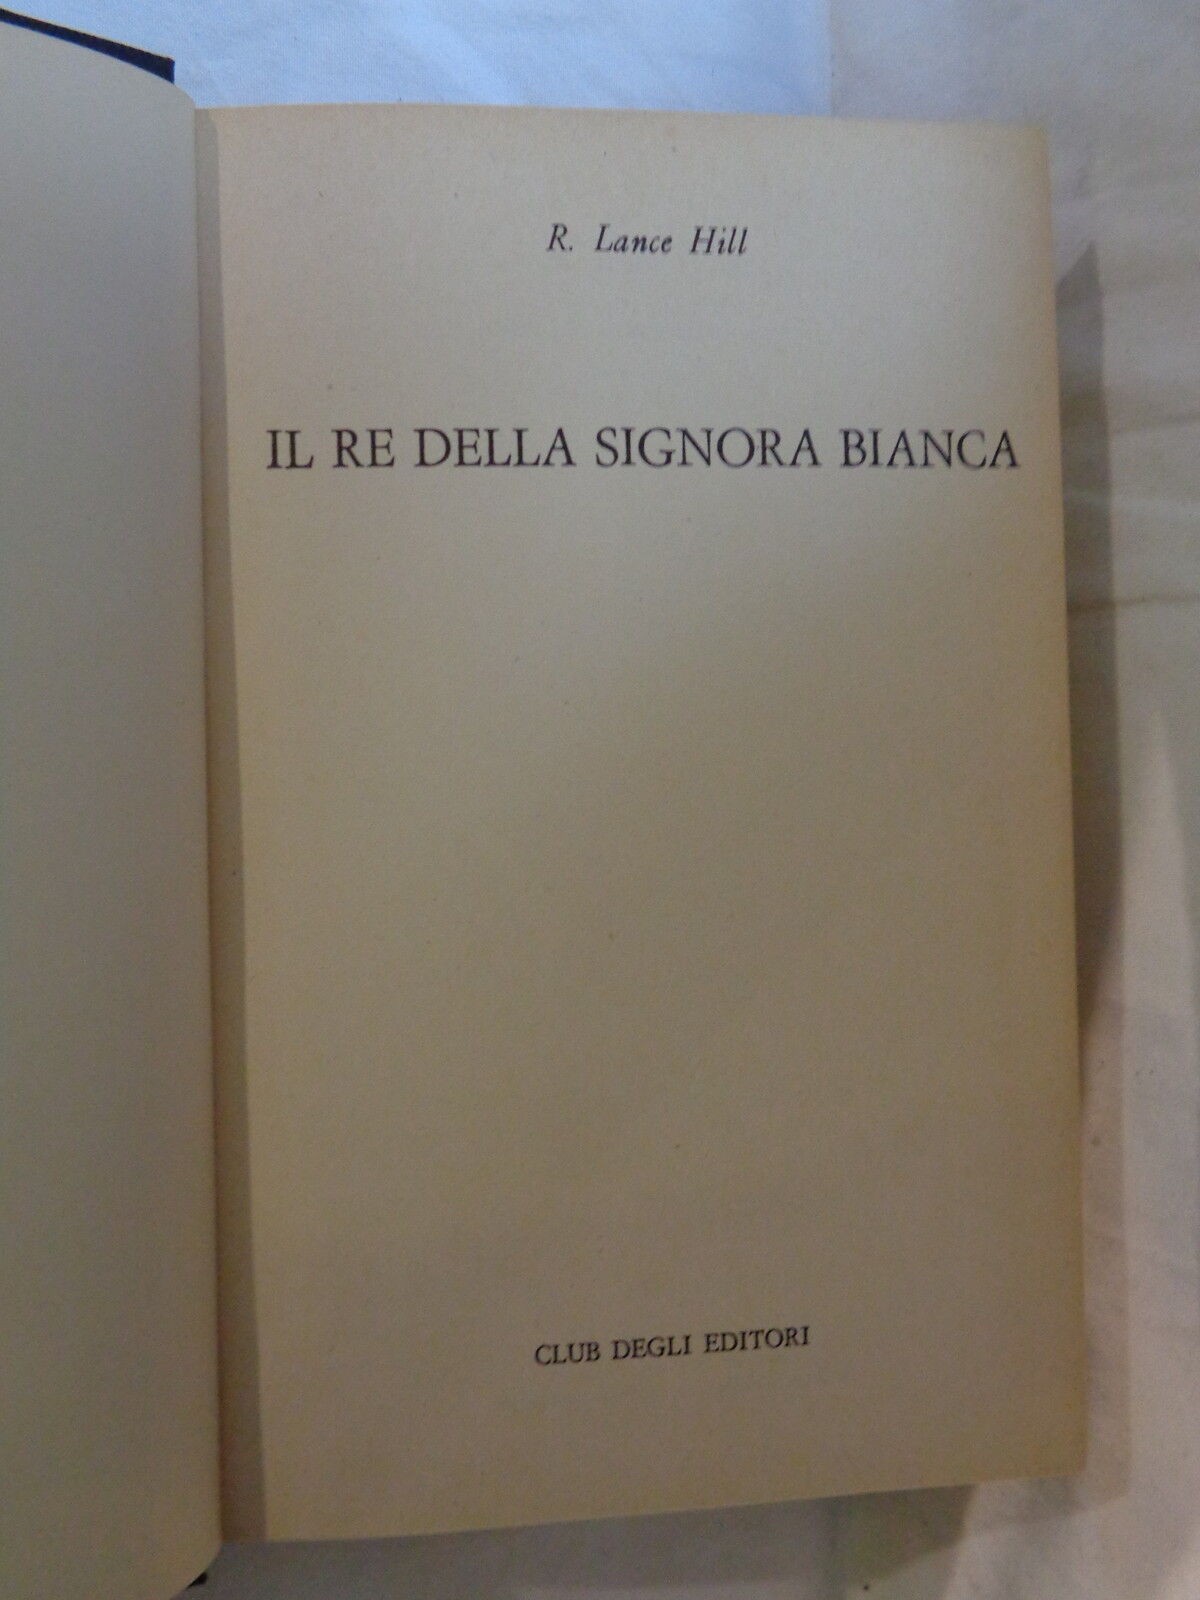 R. Lance Hill
IL RE DELLA SIGNORA BIANCA
CLUB DEGLI EDITORI